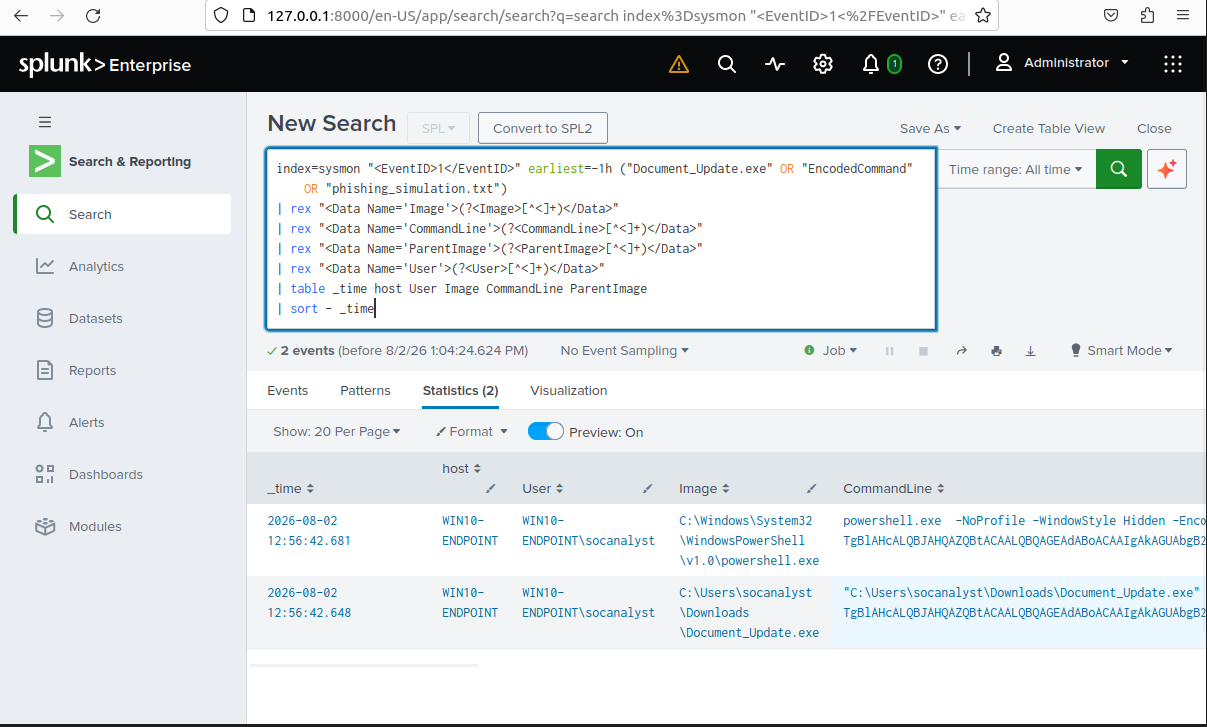 127.0.0.1:8000/en-US/app/search/search?q=search index%3Dsysmon "<EventID>1<%2FEventID>" ea
splunk> Enterprise
1
Administrator
Search & Reporting
Search
Analytics
Datasets
Reports
Alerts
Dashboards
Modules
New Search
SPL
Convert to SPL2
Save As
Create Table View
Close
index=sysmon "<EventID>1</EventID>" earliest=-1h ("Document_Update.exe" OR "EncodedCommand"
OR "phishing_simulation.txt")
| rex "<Data Name='Image'>(?<Image>[^<]+)</Data>"
| rex "<Data Name='CommandLine'>(?<CommandLine>[^<]+)</Data>"
| rex "<Data Name='ParentImage'>(?<ParentImage>[^<]+)</Data>"
| rex "<Data Name='User'>(?<User>[^<]+)</Data>"
| table _time host User Image CommandLine ParentImage
| sort - _time
Time range: All time
2 events (before 8/2/26 1:04:24.624 PM)
No Event Sampling
Job
Smart Mode
Events
Patterns
Statistics (2)
Visualization
Show: 20 Per Page
Format
Preview: On
_time
host
User
Image
CommandLine
2026-08-02
12:56:42.681
WIN10-
ENDPOINT
WIN10-
ENDPOINT\socanalyst
C:\Windows\System32
\WindowsPowerShell
\v1.0\powershell.exe
powershell.exe  -NoProfile -WindowStyle Hidden -Enco
TgBlAHcALQBJAHQAZQBtACAALQBQAGEAdABoACAAIgAkAGUAbgB2
2026-08-02
12:56:42.648
WIN10-
ENDPOINT
WIN10-
ENDPOINT\socanalyst
C:\Users\socanalyst
\Downloads
\Document_Update.exe
"C:\Users\socanalyst\Downloads\Document_Update.exe"
TgBlAHcALQBJAHQAZQBtACAALQBQAGEAdABoACAAIgAkAGUAbgB2